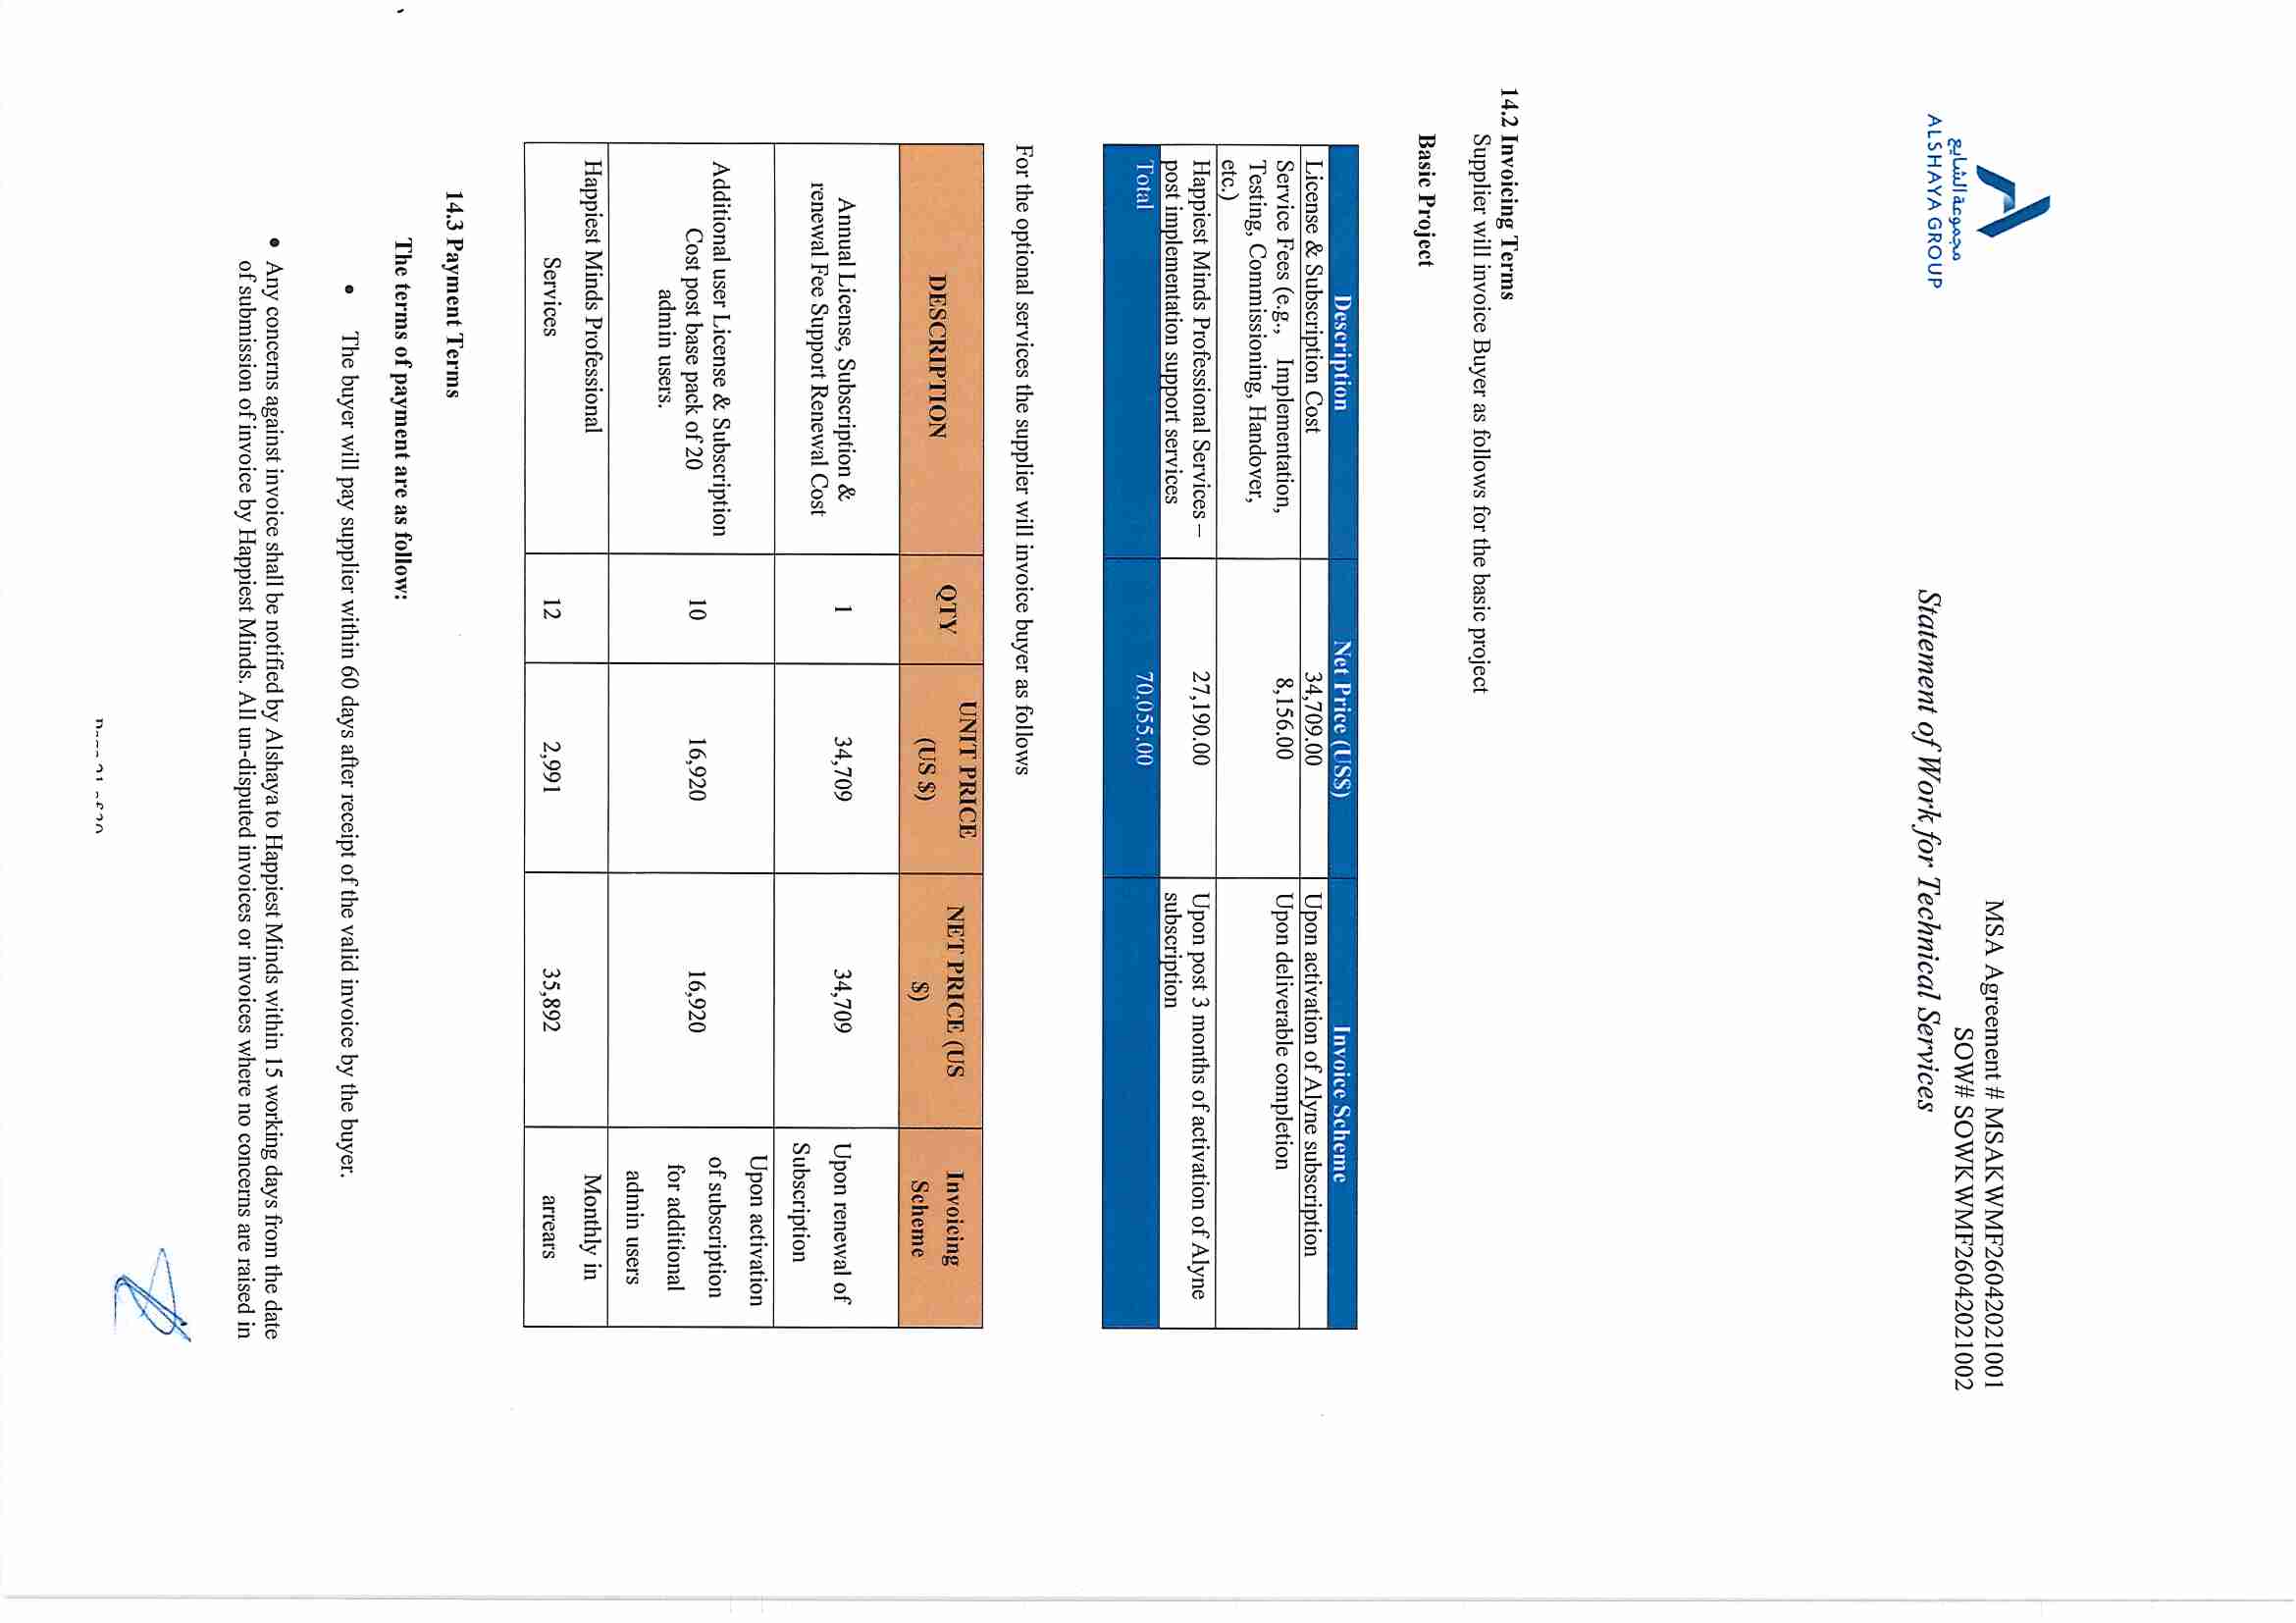 مجموعة الشايع
ALSHAYA GROUP
MSA Agreement # MSAKWMF26042021001
SOW# SOWKWMF26042021002
Statement of Work for Technical Services
14.2 Invoicing Terms
Supplier will invoice Buyer as follows for the basic project
Basic Project
Description Net Price (US$) Invoice Scheme
License & Subscription Cost 34,709.00 Upon activation of Alyne subscription
Service Fees (e.g., Implementation, 8,156.00 Upon deliverable completion
Testing, Commissioning, Handover,
etc.)
Happiest Minds Professional Services – 27,190.00 Upon post 3 months of activation of Alyne
post implementation support services subscription
Total 70,055.00
For the optional services the supplier will invoice buyer as follows
DESCRIPTION QTY UNIT PRICE (US $) NET PRICE (US $) Invoicing Scheme
Annual License, Subscription & 1 34,709 34,709 Upon renewal of
renewal Fee Support Renewal Cost Subscription
Additional user License & Subscription 10 16,920 16,920 Upon activation
Cost post base pack of 20 of subscription
admin users. for additional
admin users
Happiest Minds Professional 12 2,991 35,892 Monthly in
Services arrears
14.3 Payment Terms
The terms of payment are as follow:
• The buyer will pay supplier within 60 days after receipt of the valid invoice by the buyer.
• Any concerns against invoice shall be notified by Alshaya to Happiest Minds within 15 working days from the date
of submission of invoice by Happiest Minds. All un-disputed invoices or invoices where no concerns are raised in